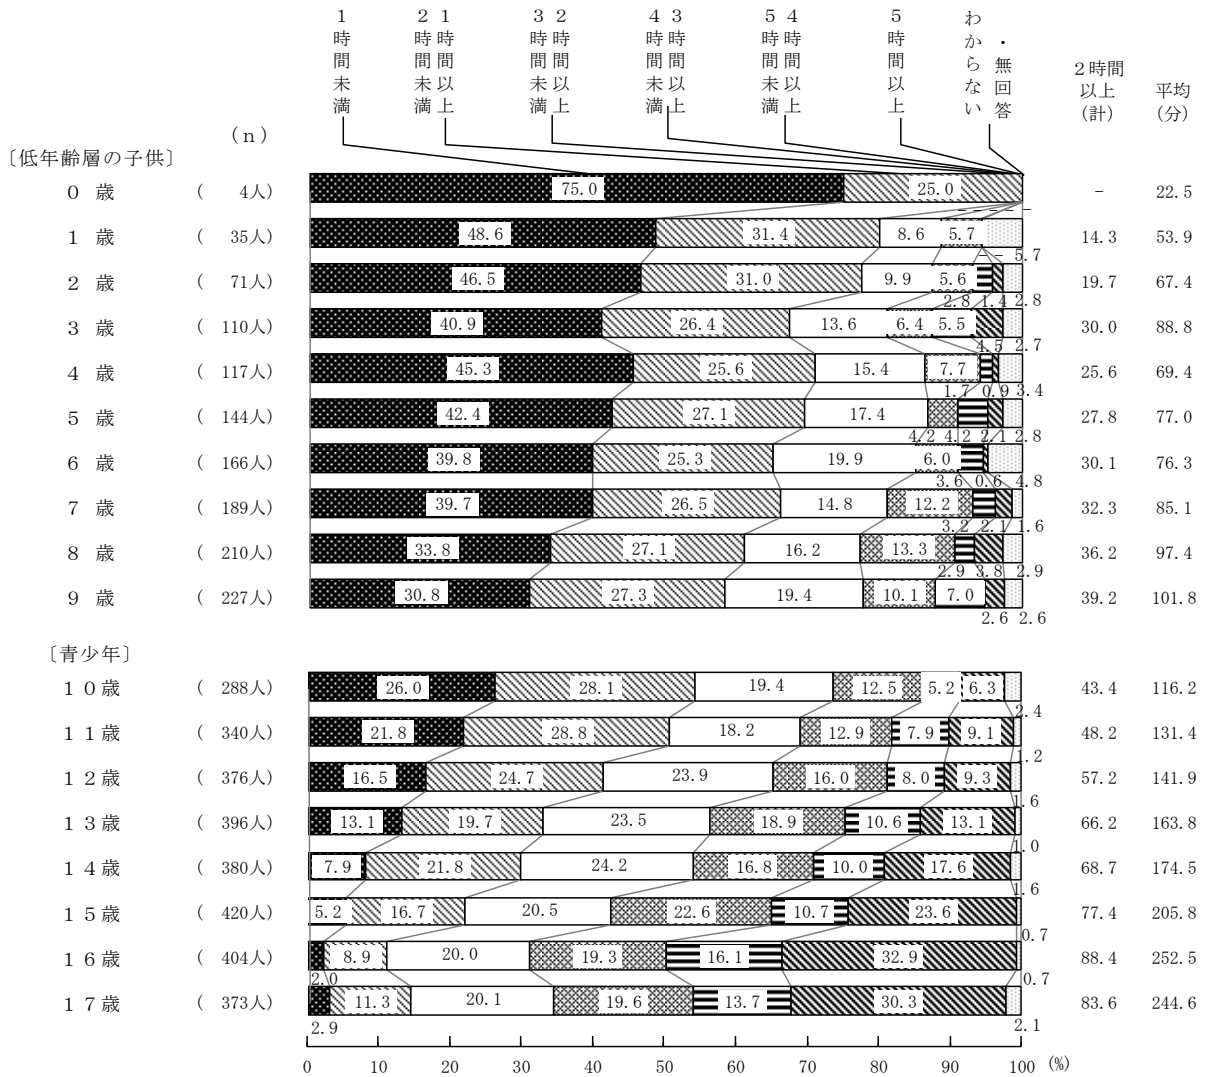 1時間未満
1時間以上
2時間未満
2時間以上
3時間未満
3時間以上
4時間未満
4時間以上
5時間未満
5時間以上
わからない
・無回答
2時間
以上
(計)
平均
(分)
(n)
〔低年齢層の子供〕
0 歳 ( 4人) 75.0 25.0 - 22.5
- - - - -
1 歳 ( 35人) 48.6 31.4 8.6 5.7 14.3 53.9
- - 5.7
2 歳 ( 71人) 46.5 31.0 9.9 5.6 19.7 67.4
2.8 1.4 2.8
3 歳 ( 110人) 40.9 26.4 13.6 6.4 5.5 30.0 88.8
4.5 2.7
4 歳 ( 117人) 45.3 25.6 15.4 7.7 25.6 69.4
1.7 0.9 3.4
5 歳 ( 144人) 42.4 27.1 17.4 27.8 77.0
4.2 4.2 2.1 2.8
6 歳 ( 166人) 39.8 25.3 19.9 6.0 30.1 76.3
3.6 0.6 4.8
7 歳 ( 189人) 39.7 26.5 14.8 12.2 32.3 85.1
3.2 2.1 1.6
8 歳 ( 210人) 33.8 27.1 16.2 13.3 36.2 97.4
2.9 3.8 2.9
9 歳 ( 227人) 30.8 27.3 19.4 10.1 7.0 39.2 101.8
2.6 2.6
〔青少年〕
10歳 ( 288人) 26.0 28.1 19.4 12.5 5.2 6.3 43.4 116.2
2.4
11歳 ( 340人) 21.8 28.8 18.2 12.9 7.9 9.1 48.2 131.4
1.2
12歳 ( 376人) 16.5 24.7 23.9 16.0 8.0 9.3 57.2 141.9
1.6
13歳 ( 396人) 13.1 19.7 23.5 18.9 10.6 13.1 66.2 163.8
1.0
14歳 ( 380人) 7.9 21.8 24.2 16.8 10.0 17.6 68.7 174.5
1.6
15歳 ( 420人) 5.2 16.7 20.5 22.6 10.7 23.6 77.4 205.8
0.7
16歳 ( 404人) 8.9 20.0 19.3 16.1 32.9 88.4 252.5
2.0 0.7
17歳 ( 373人) 11.3 20.1 19.6 13.7 30.3 83.6 244.6
2.9 2.1
0 10 20 30 40 50 60 70 80 90 100 (%)